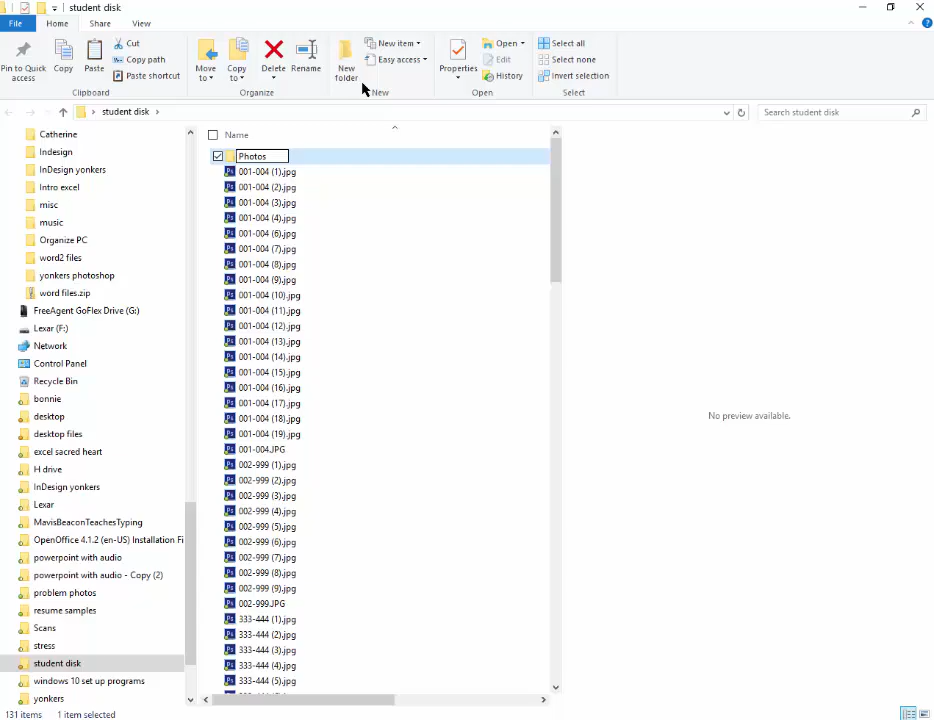 student disk
File Home Share View
Pin to Quick access
Copy
Paste
Cut
Copy path
Paste shortcut
Clipboard
Move to
Copy to
Delete
Rename
Organize
New folder
New item
Easy access
New
Properties
Open
Edit
History
Open
Select all
Select none
Invert selection
Select
student disk
Search student disk
Catherine
Indesign
InDesign yonkers
Intro excel
misc
music
Organize PC
word2 files
yonkers photoshop
word files.zip
FreeAgent GoFlex Drive (G:)
Lexar (F:)
Network
Control Panel
Recycle Bin
bonnie
desktop
desktop files
excel sacred heart
H drive
InDesign yonkers
Lexar
MavisBeaconTeachesTyping
OpenOffice 4.1.2 (en-US) Installation Fi
powerpoint with audio
powerpoint with audio - Copy (2)
problem photos
resume samples
Scans
stress
student disk
windows 10 set up programs
yonkers
Name
Photos
001-004 (1).jpg
001-004 (2).jpg
001-004 (3).jpg
001-004 (4).jpg
001-004 (6).jpg
001-004 (7).jpg
001-004 (8).jpg
001-004 (9).jpg
001-004 (10).jpg
001-004 (11).jpg
001-004 (12).jpg
001-004 (13).jpg
001-004 (14).jpg
001-004 (15).jpg
001-004 (16).jpg
001-004 (17).jpg
001-004 (18).jpg
001-004 (19).jpg
001-004.JPG
002-999 (1).jpg
002-999 (2).jpg
002-999 (3).jpg
002-999 (4).jpg
002-999 (5).jpg
002-999 (6).jpg
002-999 (7).jpg
002-999 (8).jpg
002-999 (9).jpg
002-999.JPG
333-444 (1).jpg
333-444 (2).jpg
333-444 (3).jpg
333-444 (4).jpg
333-444 (5).jpg
No preview available.
131 items 1 item selected